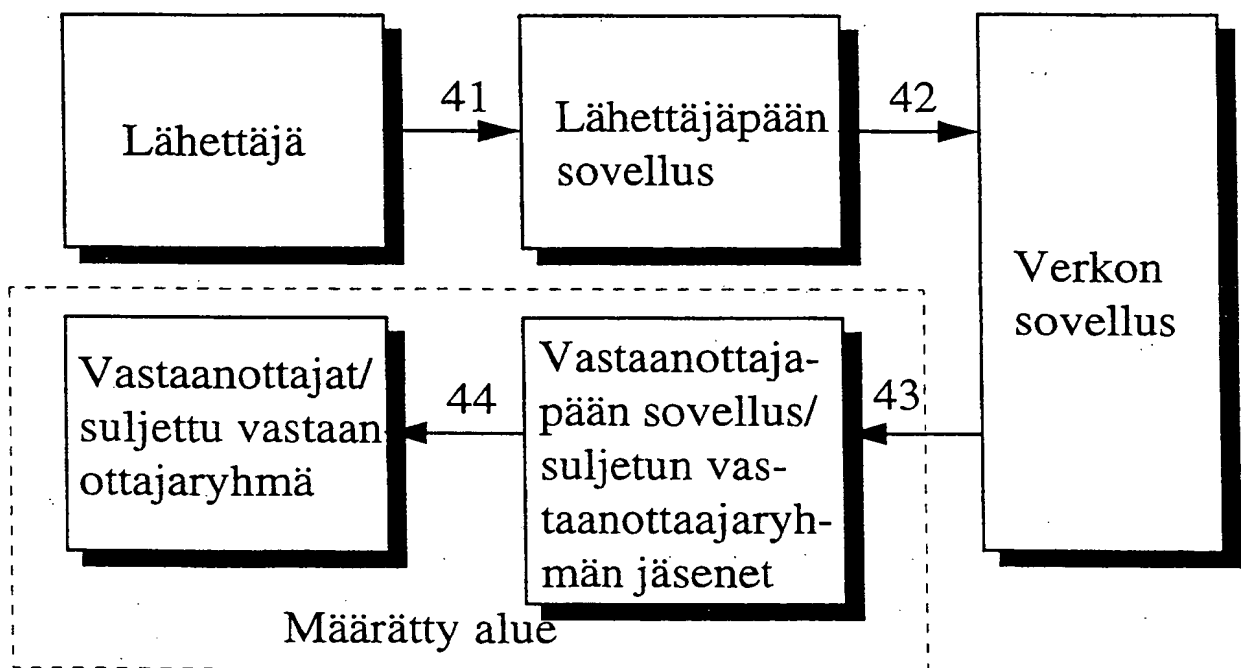 Lähettäjä
41
Lähettäjäpään
sovellus
42
Verkon
sovellus
43
Vastaanottaja-
pään sovellus/
suljetun vas-
taanottaajaryh-
män jäsenet
44
Vastaanottajat/
suljettu vastaan
ottajaryhmä
Määrätty alue